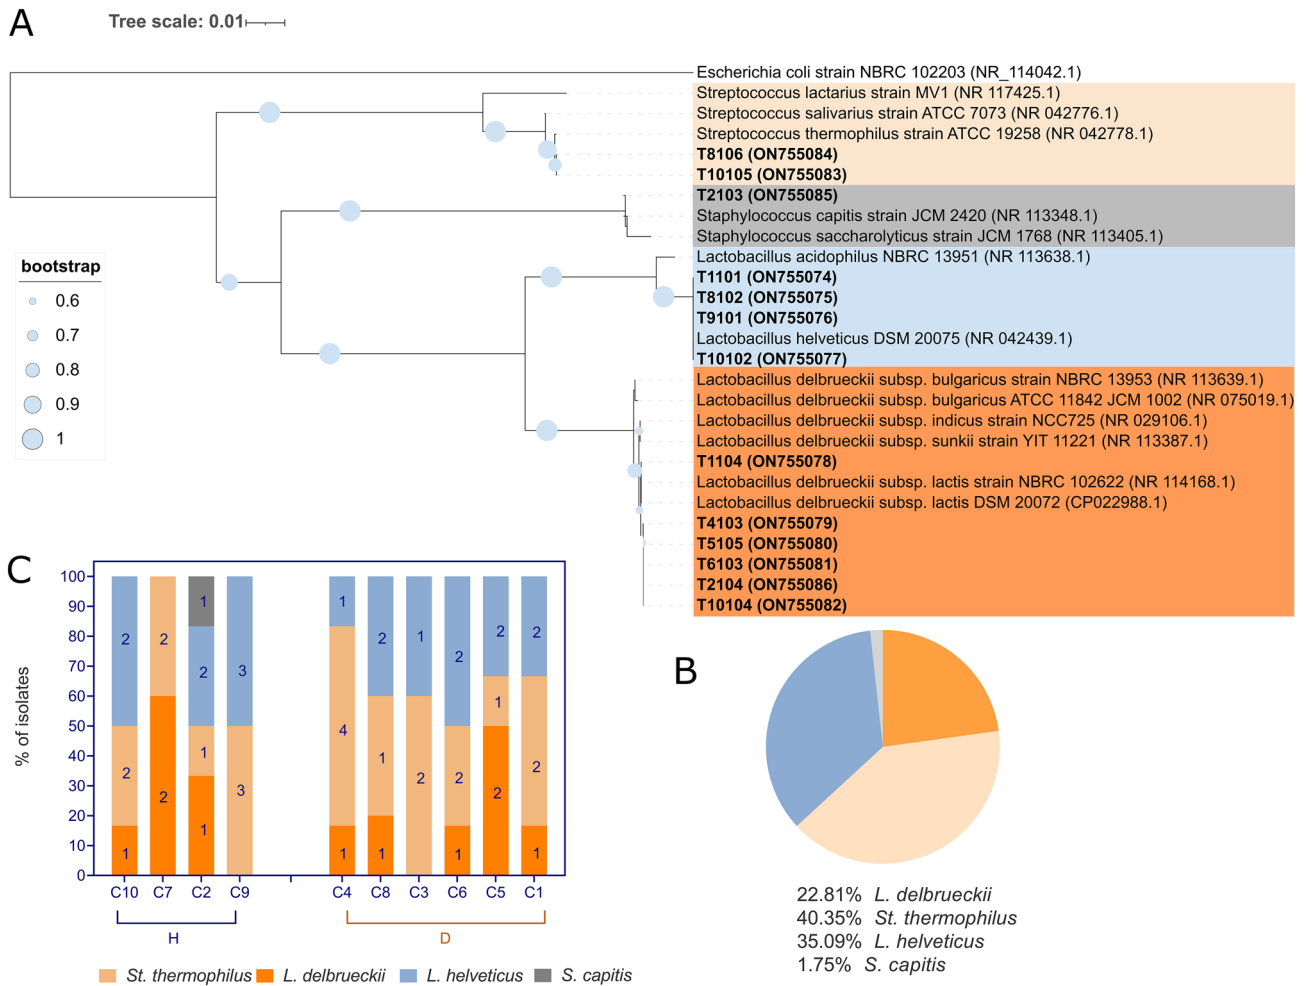 A
Tree scale: 0.01
Escherichia coli strain NBRC 102203 (NR_114042.1)
Streptococcus lactarius strain MV1 (NR 117425.1)
Streptococcus salivarius strain ATCC 7073 (NR 042776.1)
Streptococcus thermophilus strain ATCC 19258 (NR 042778.1)
T8106 (ON755084)
T10105 (ON755083)
T2103 (ON755085)
Staphylococcus capitis strain JCM 2420 (NR 113348.1)
Staphylococcus saccharolyticus strain JCM 1768 (NR 113405.1)
Lactobacillus acidophilus NBRC 13951 (NR 113638.1)
T1101 (ON755074)
T8102 (ON755075)
T9101 (ON755076)
Lactobacillus helveticus DSM 20075 (NR 042439.1)
T10102 (ON755077)
Lactobacillus delbrueckii subsp. bulgaricus strain NBRC 13953 (NR 113639.1)
Lactobacillus delbrueckii subsp. bulgaricus ATCC 11842 JCM 1002 (NR 075019.1)
Lactobacillus delbrueckii subsp. indicus strain NCC725 (NR 029106.1)
Lactobacillus delbrueckii subsp. sunkii strain YIT 11221 (NR 113387.1)
T1104 (ON755078)
Lactobacillus delbrueckii subsp. lactis strain NBRC 102622 (NR 114168.1)
Lactobacillus delbrueckii subsp. lactis DSM 20072 (CP022988.1)
T4103 (ON755079)
T5105 (ON755080)
T6103 (ON755081)
T2104 (ON755086)
T10104 (ON755082)
bootstrap
0.6
0.7
0.8
0.9
1
C
% of isolates
100
90
80
70
60
50
40
30
20
10
0
2
2
1
2
2
1
2
1
1
3
3
1
4
1
2
1
1
1
2
2
2
1
2
1
2
2
2
1
C10 C7 C2 C9 C4 C8 C3 C6 C5 C1
H D
St. thermophilus L. delbrueckii L. helveticus S. capitis
B
22.81% L. delbrueckii
40.35% St. thermophilus
35.09% L. helveticus
1.75% S. capitis